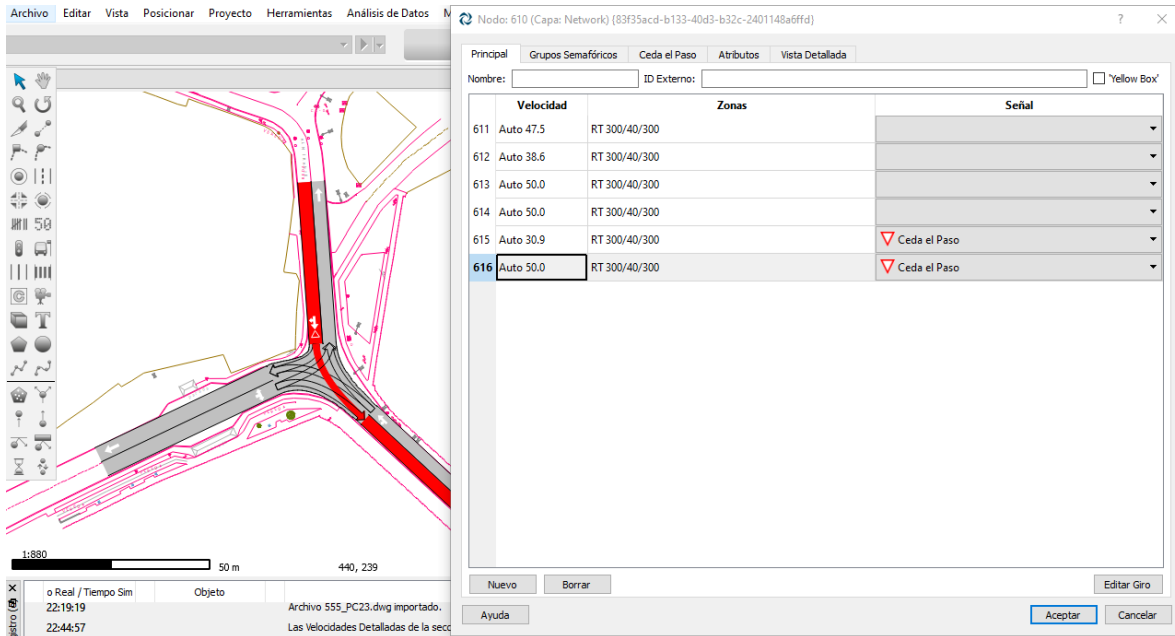 Archivo Editar Vista Posicionar Proyecto Herramientas Análisis de Datos M
Nodo: 610 (Capa: Network) {83f35acd-b133-40d3-b32c-2401148a6ffd}
?
Principal Grupos Semafóricos Ceda el Paso Atributos Vista Detallada
Nombre: ID Externo: 'Yellow Box'
Velocidad Zonas Señal
611 Auto 47.5 RT 300/40/300
612 Auto 38.6 RT 300/40/300
613 Auto 50.0 RT 300/40/300
614 Auto 50.0 RT 300/40/300
615 Auto 30.9 RT 300/40/300 Ceda el Paso
616 Auto 50.0 RT 300/40/300 Ceda el Paso
50
T
1:880
50 m
440, 239
Nuevo Borrar Editar Giro
Ayuda Aceptar Cancelar
o Real / Tiempo Sim Objeto
22:19:19 Archivo 555_PC23.dwg importado.
22:44:57 Las Velocidades Detalladas de la secc